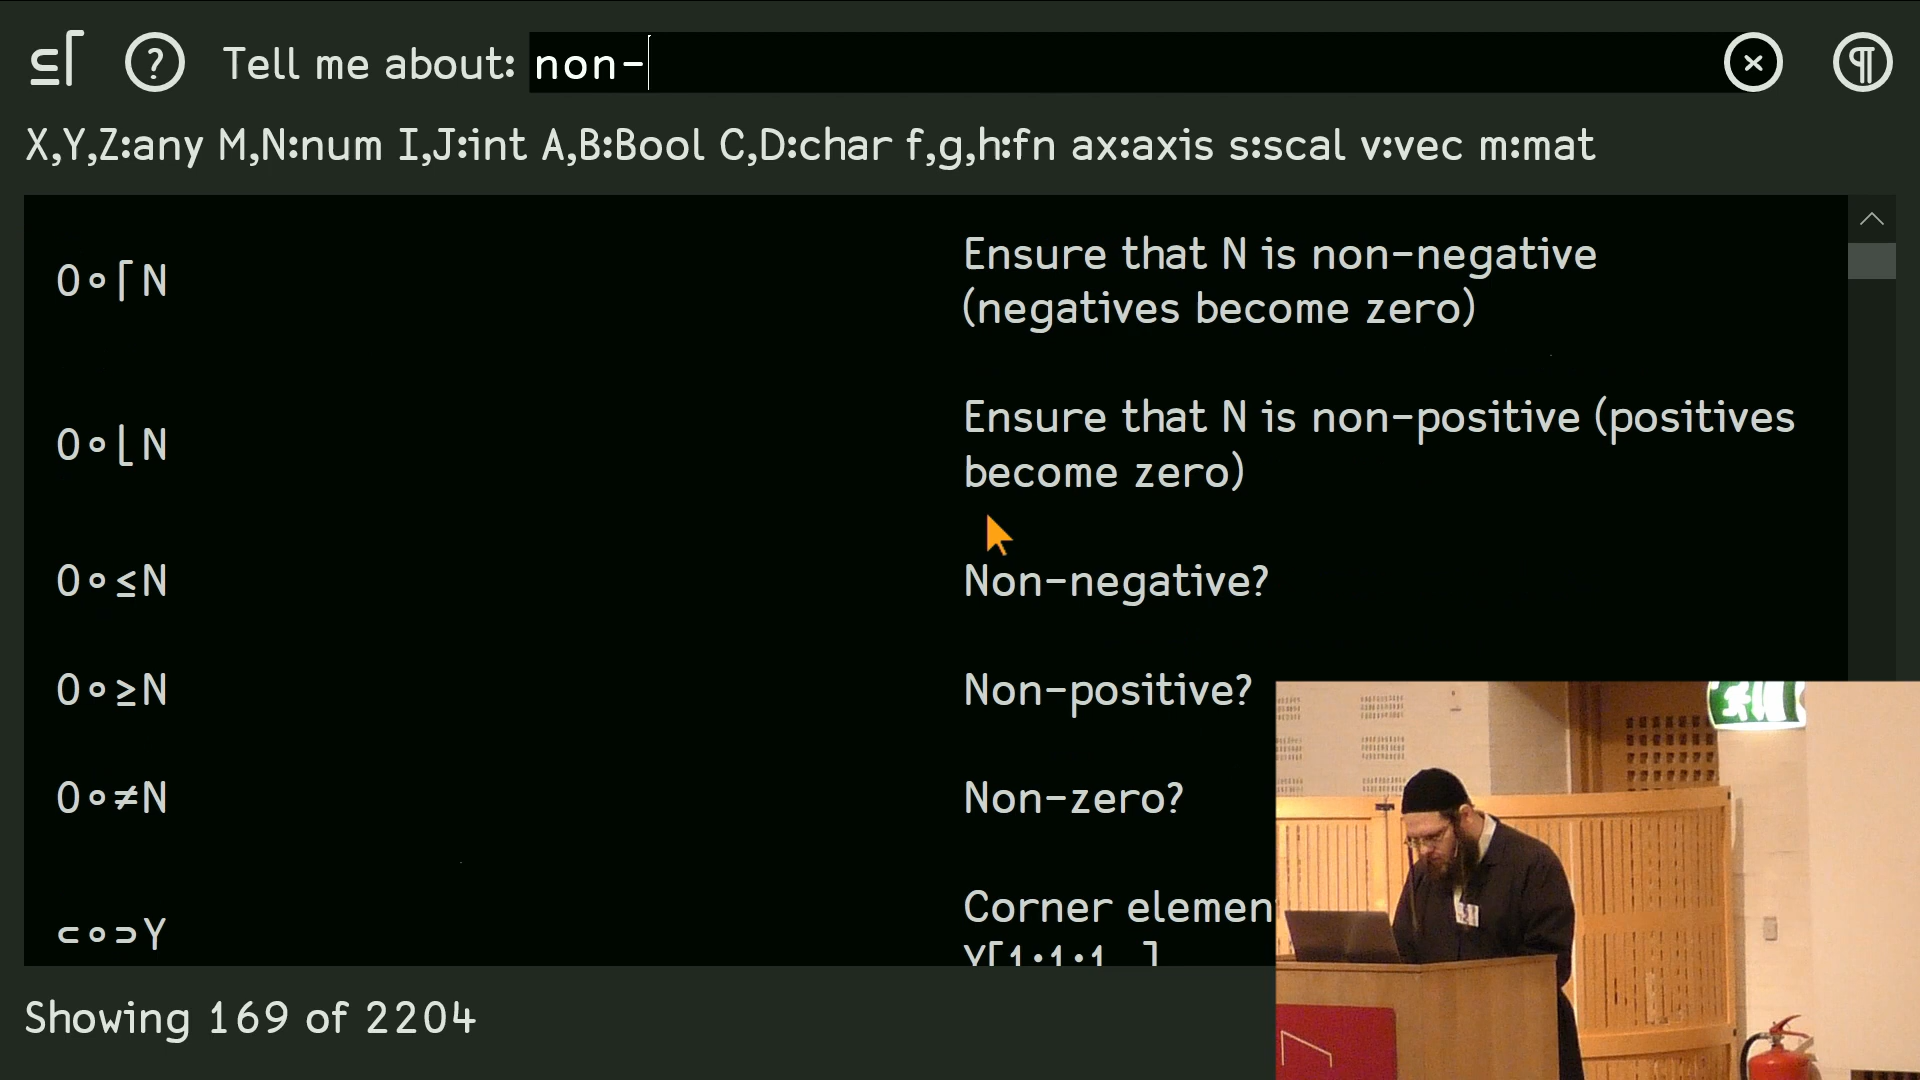 ⊆⌈ ? Tell me about: non- × ¶
X,Y,Z:any M,N:num I,J:int A,B:Bool C,D:char f,g,h:fn ax:axis s:scal v:vec m:mat
0∘⌈N Ensure that N is non-negative
(negatives become zero)
0∘⌊N Ensure that N is non-positive (positives
become zero)
0∘≤N Non-negative?
0∘≥N Non-positive?
0∘≠N Non-zero?
⊂∘⊃Y Corner elemen
Showing 169 of 2204